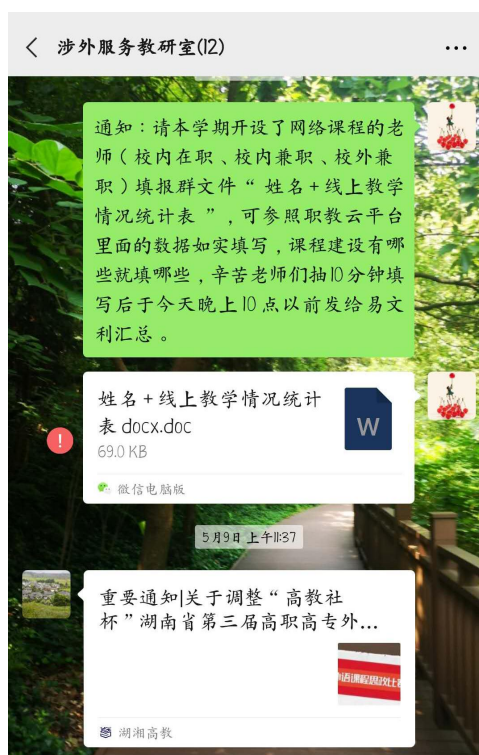 涉外服务教研室(12)
通知：请本学期开设了网络课程的老
师（校内在职、校内兼职、校外兼
职）填报群文件“姓名+线上教学
情况统计表”，可参照职教云平台
里面的数据如实填写，课程建设有哪
些就填哪些，辛苦老师们抽10分钟填
写后于今天晚上10点以前发给易文
利汇总。
姓名+线上教学情况统计
表docx.doc
W
69.0 KB
微信电脑版
5月9日 上午11:37
重要通知|关于调整“高教社
杯”湖南省第三届高职高专外...
语课程思政比
湖湘高教